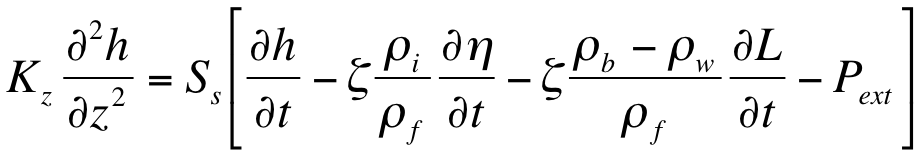 K_z ∂²h/∂z² = S_s [ ∂h/∂t − ζ ρ_i/ρ_f ∂η/∂t − ζ (ρ_b − ρ_w)/ρ_f ∂L/∂t − P_ext ]